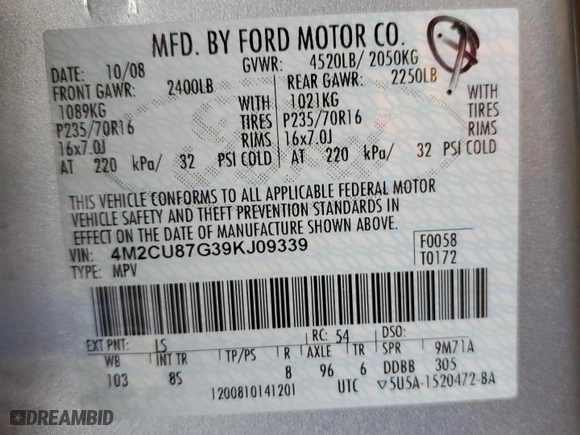 MFD. BY FORD MOTOR CO.
DATE: 10/08 GVWR: 4520LB/ 2050KG
FRONT GAWR: 2400LB REAR GAWR: 2250LB
1089KG WITH 1021KG WITH
P235/70R16 TIRES P235/70R16 TIRES
16x7.0J RIMS 16x7.0J RIMS
AT 220 kPa/ 32 PSI COLD AT 220 kPa/ 32 PSI COLD
THIS VEHICLE CONFORMS TO ALL APPLICABLE FEDERAL MOTOR
VEHICLE SAFETY AND THEFT PREVENTION STANDARDS IN
EFFECT ON THE DATE OF MANUFACTURE SHOWN ABOVE.
VIN: 4M2CU87G39KJ09339 F0058
TYPE: MPV T0172
EXT PNT: LS RC: 54 DSO:
WB INT TR TP/PS R AXLE TR SPR 9M71A
103 8S 8 96 6 DDBB 305
1200810141201 UTC ▽5U5A-1520472-BA
DREAMBID